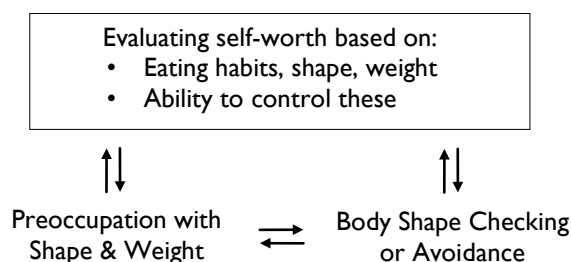 Evaluating self-worth based on:
• Eating habits, shape, weight
• Ability to control these
Preoccupation with
Shape & Weight
Body Shape Checking
or Avoidance